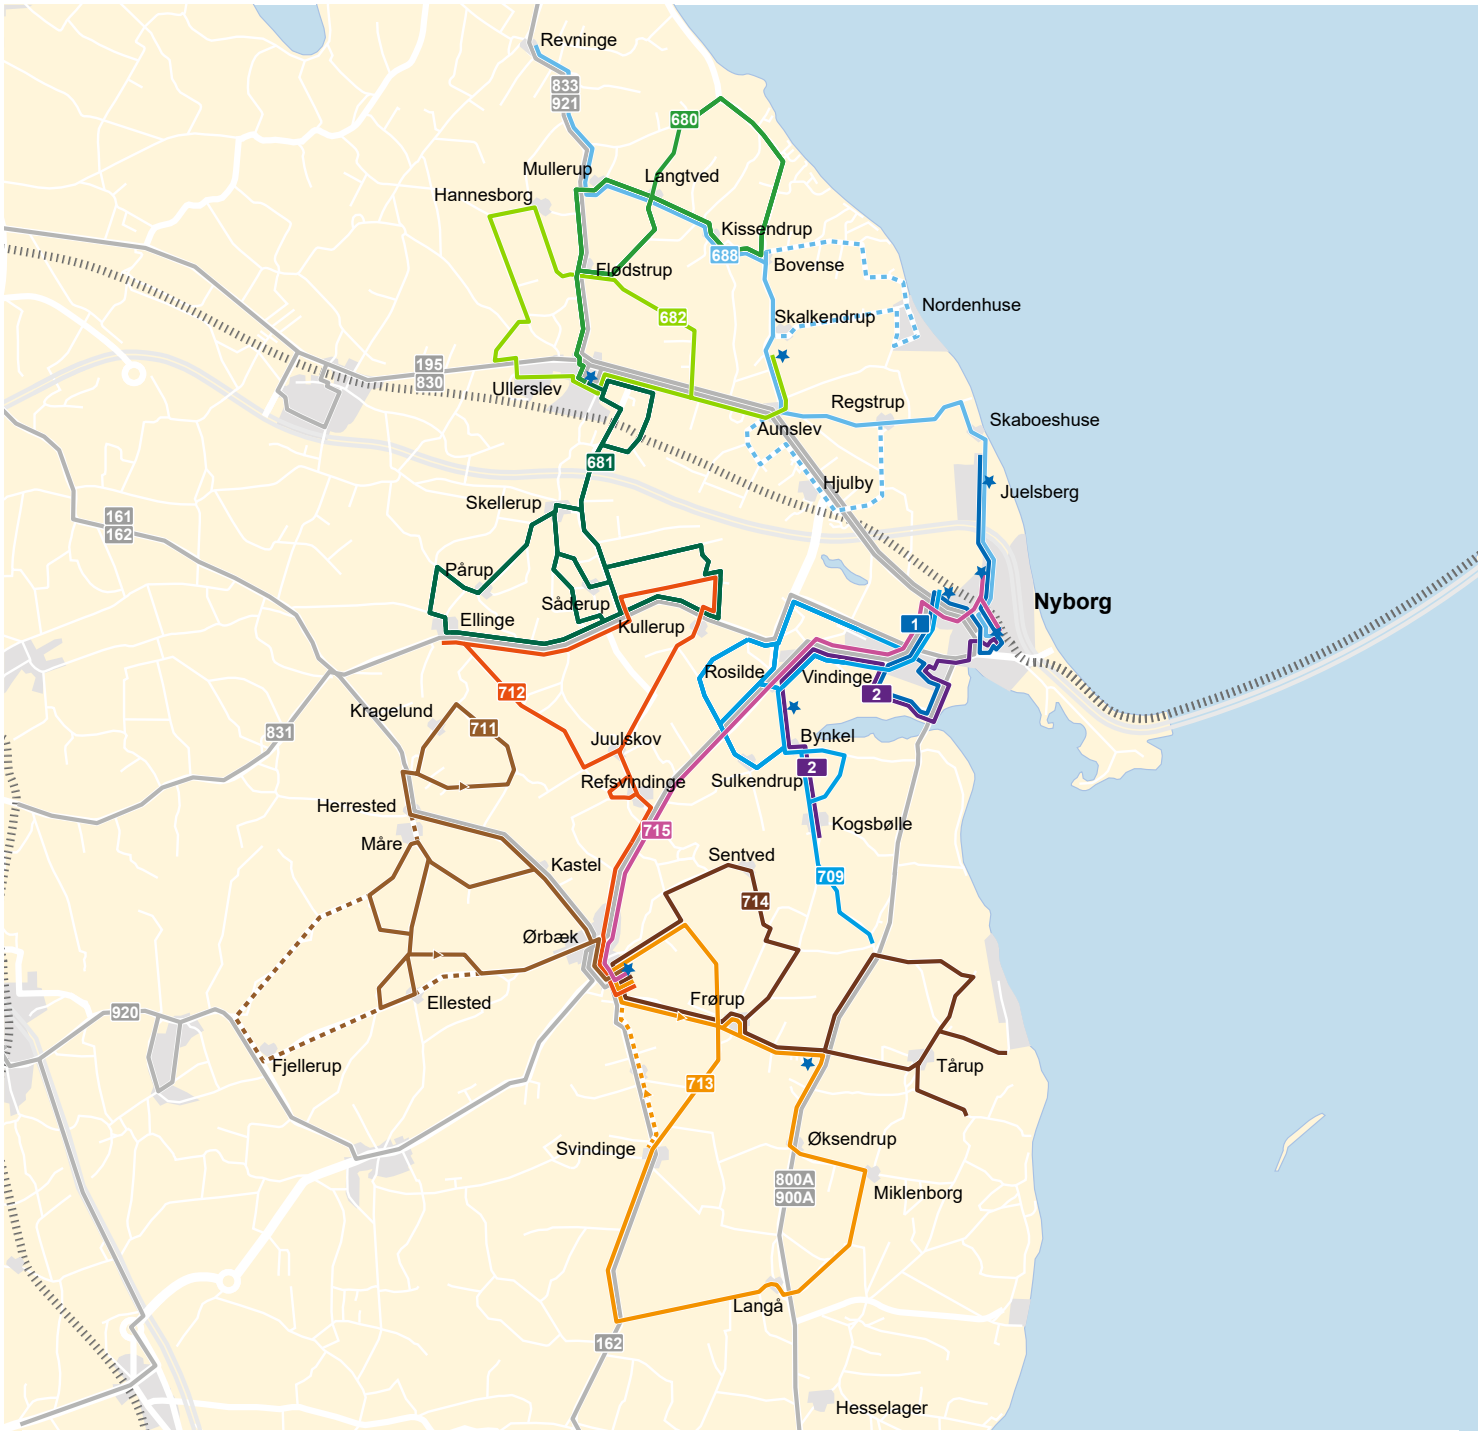 Revninge
833
921
680
Mullerup
Langtved
Hannesborg
Kissendrup
688
Bovense
Flødstrup
Nordenhuse
682
Skalkendrup
195
830
Ullerslev
Regstrup
Skaboeshuse
Aunslev
681
Hjulby
Juelsberg
Skellerup
161
162
Pårup
Såderup
Nyborg
Ellinge
1
Kullerup
Rosilde
Vindinge
712
2
Kragelund
711
831
Juulskov
Bynkel
2
Refsvindinge
Sulkendrup
Herrested
Kogsbølle
715
Måre
Sentved
Kastel
709
714
Ørbæk
Ellested
Frørup
920
Fjellerup
Tårup
713
Øksendrup
Svindinge
800A
900A
Miklenborg
Langå
162
Hesselager